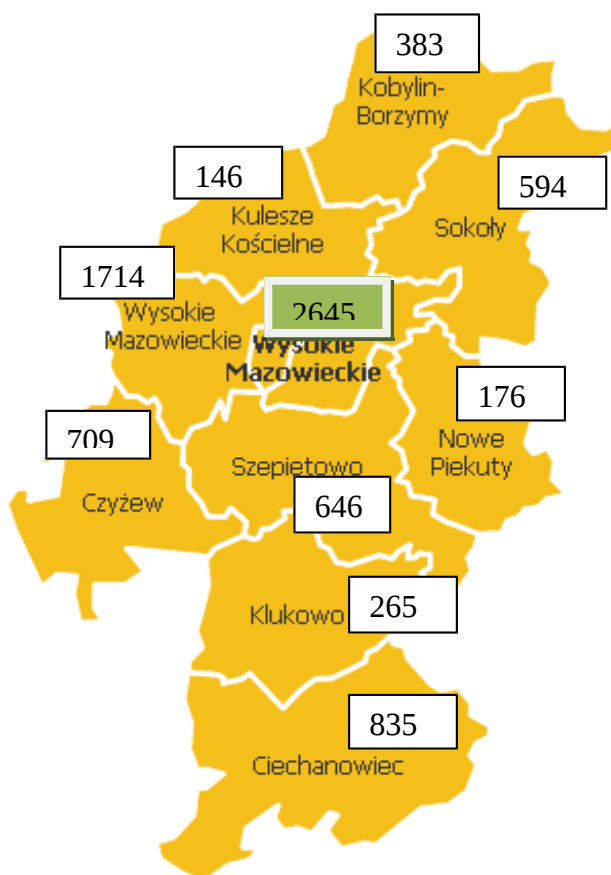 383
Kobylin-
Borzymy
146
Kulesze
Kościelne
594
Sokoły
1714
Wysokie
Mazowieckie
2645
Wysokie
Mazowieckie
176
Nowe
Piekuty
709
Czyżew
Szepietowo
646
Klukowo
265
835
Ciechanowiec